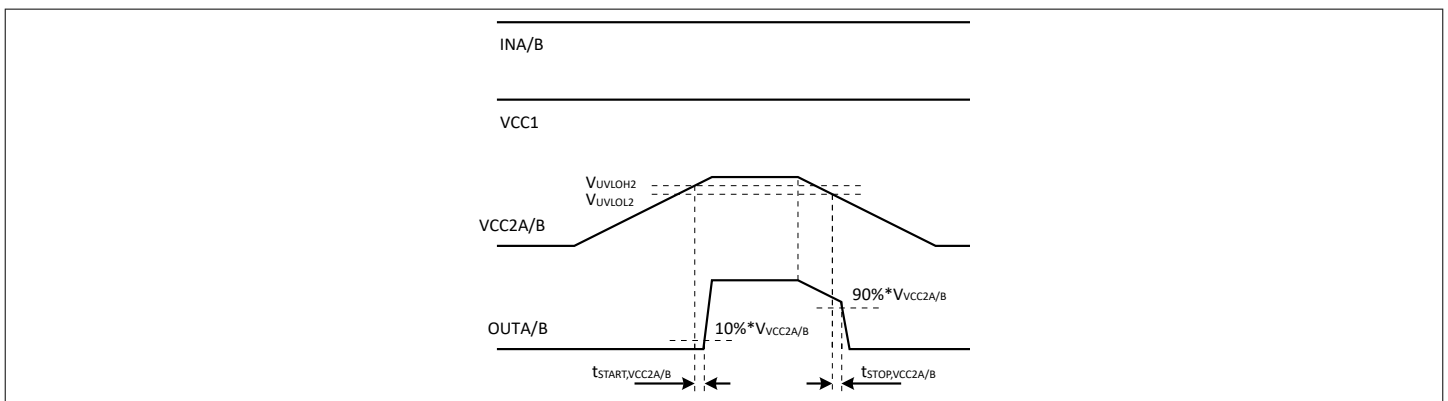 INA/B
VCC1
VUVLOH2
VUVLOL2
VCC2A/B
90%*VVCC2A/B
OUTA/B
10%*VVCC2A/B
tSTART,VCC2A/B
tSTOP,VCC2A/B